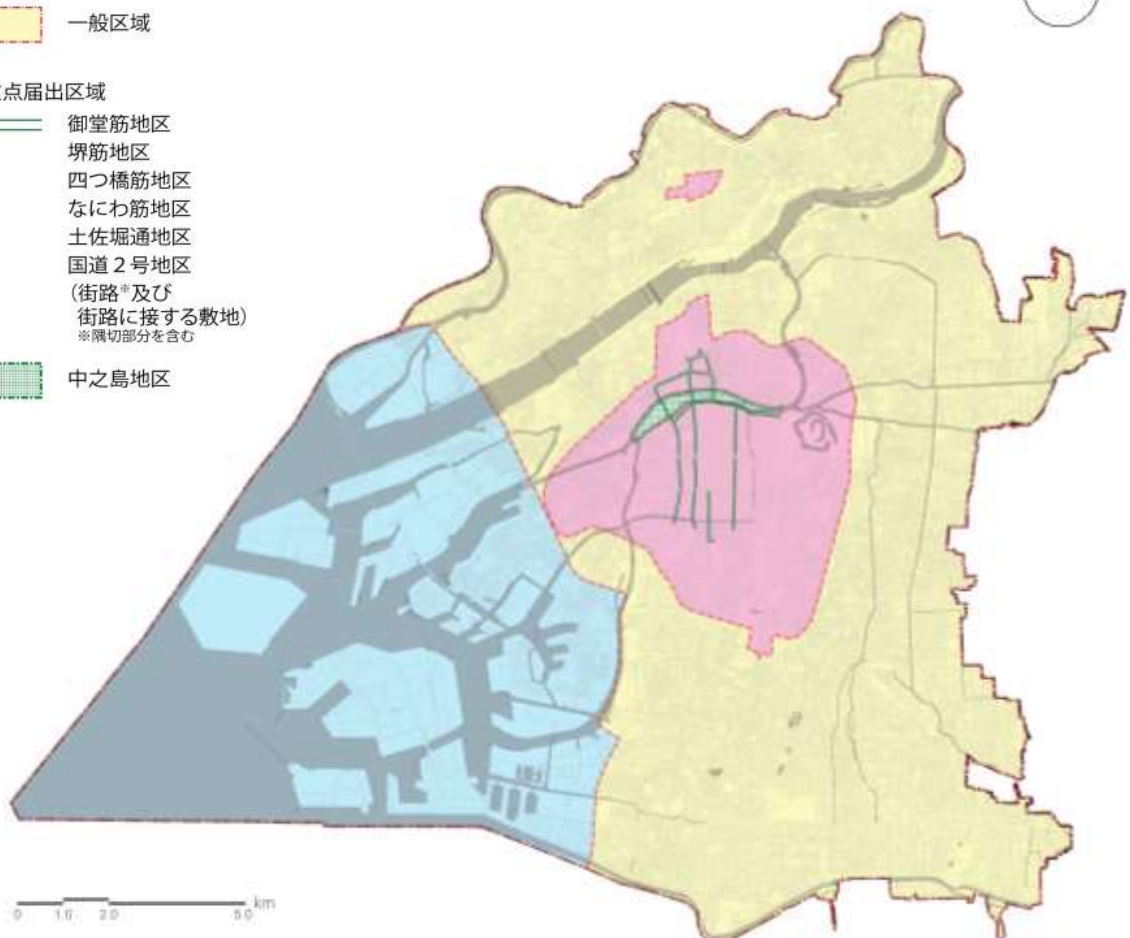 一般区域
点届出区域
御堂筋地区
堺筋地区
四つ橋筋地区
なにわ筋地区
土佐堀通地区
国道２号地区
(街路※及び
街路に接する敷地)
※隅切部分を含む
中之島地区
km
0 1.0 2.0 5.0